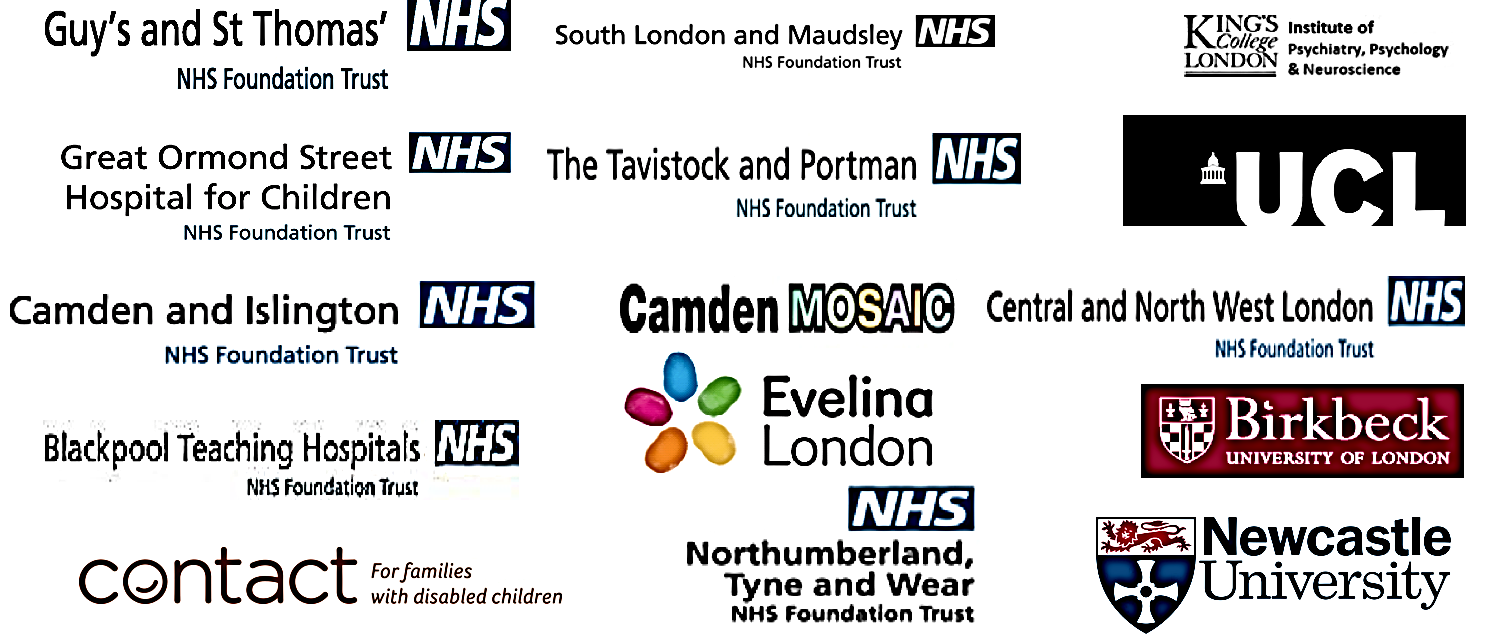 Guy's and St Thomas' NHS
NHS Foundation Trust
South London and Maudsley NHS
NHS Foundation Trust
KING'S
College
LONDON
Institute of
Psychiatry, Psychology
& Neuroscience
Great Ormond Street NHS
Hospital for Children
NHS Foundation Trust
The Tavistock and Portman NHS
NHS Foundation Trust
UCL
Camden and Islington NHS
NHS Foundation Trust
Camden MOSAIC
Central and North West London NHS
NHS Foundation Trust
Blackpool Teaching Hospitals NHS
NHS Foundation Trust
Evelina
London
Birkbeck
UNIVERSITY OF LONDON
contact
For families
with disabled children
NHS
Northumberland,
Tyne and Wear
NHS Foundation Trust
Newcastle
University